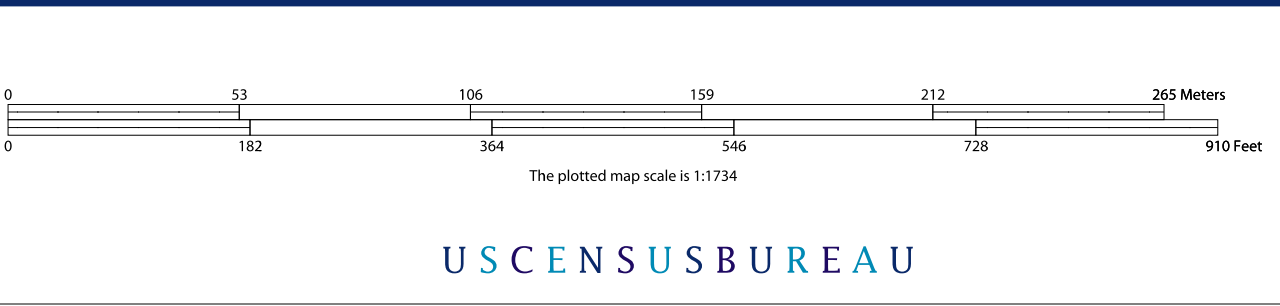 0 53 106 159 212 265 Meters
0 182 364 546 728 910 Feet
The plotted map scale is 1:1734
USCENSUSBUREAU